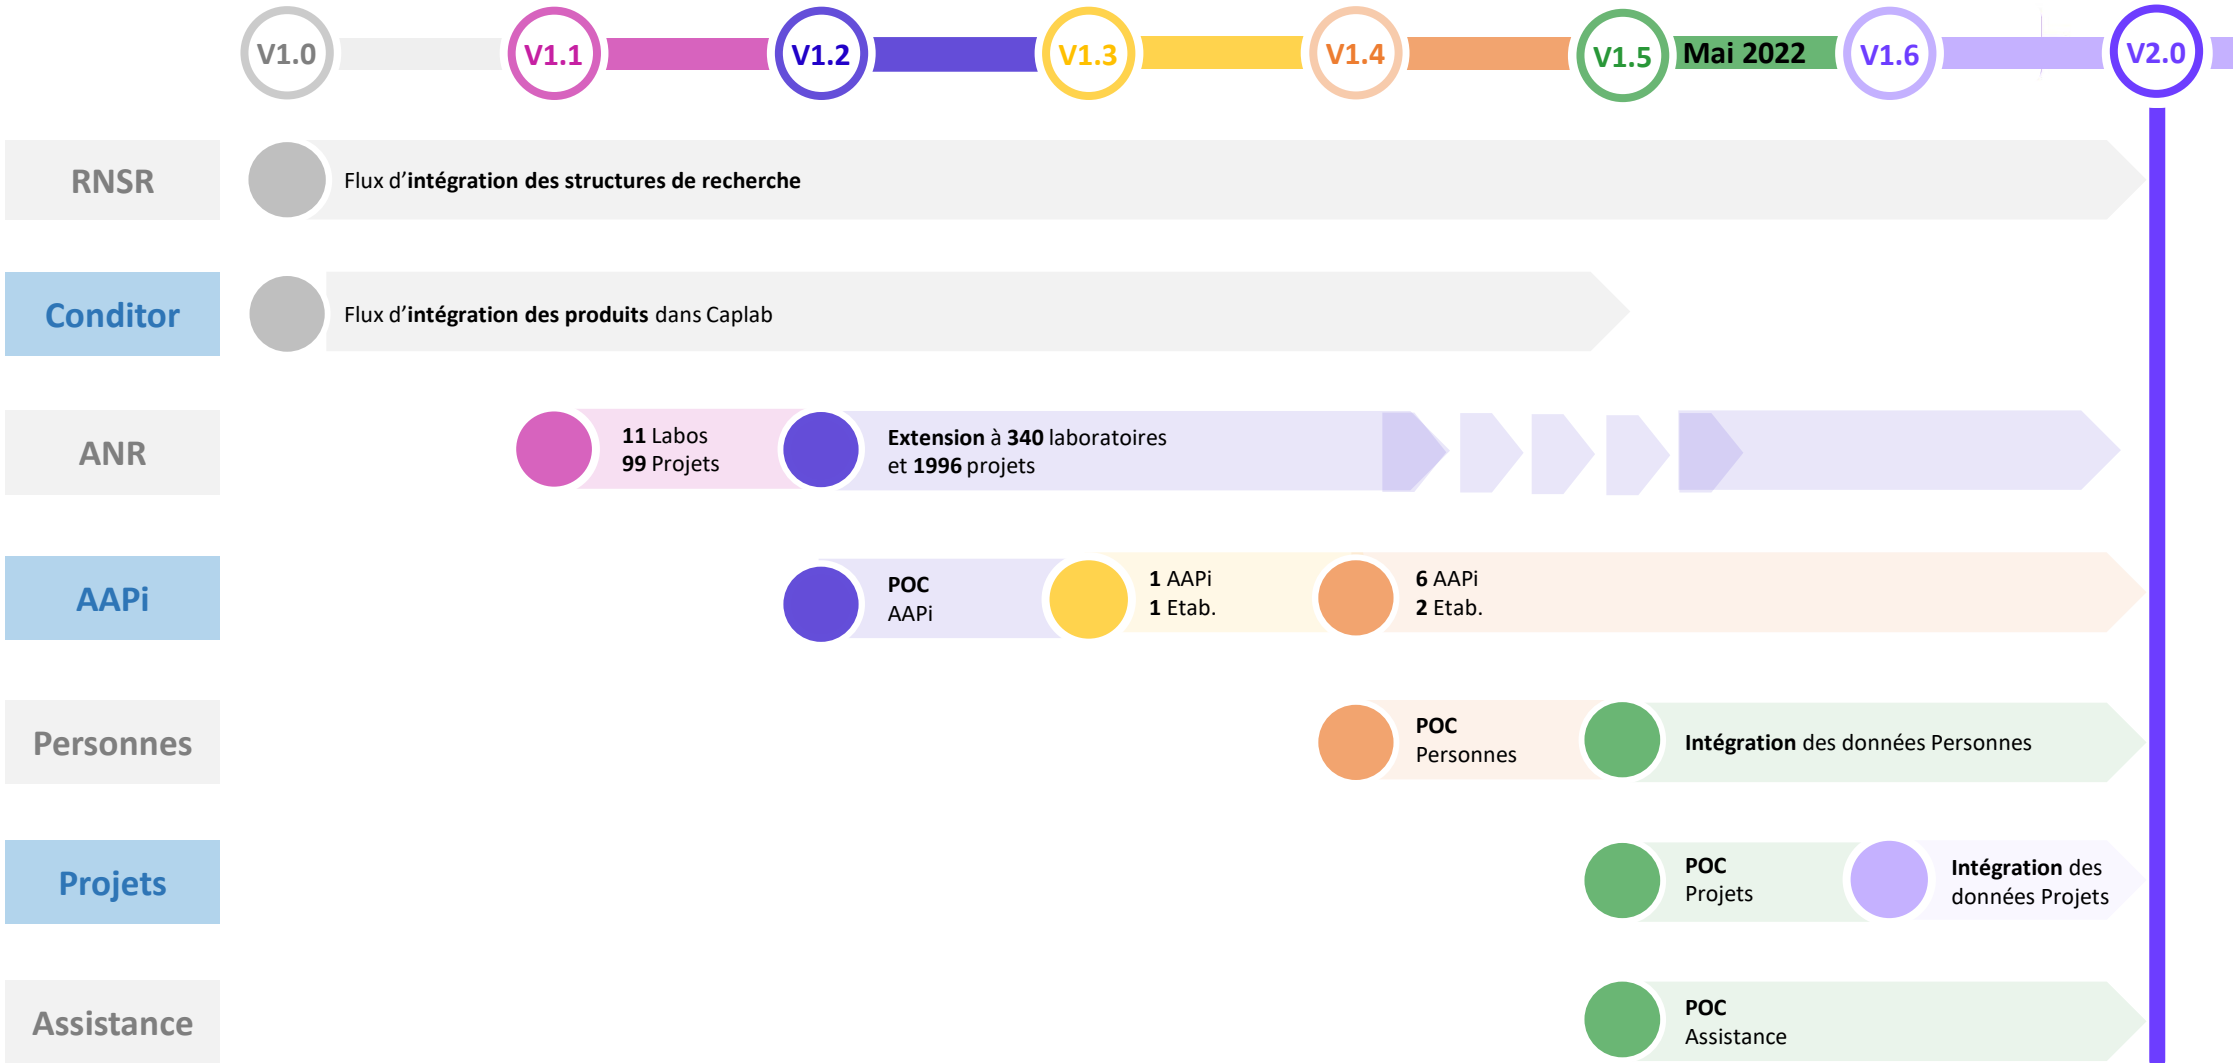 V1.0
V1.1
V1.2
V1.3
V1.4
V1.5
Mai 2022
V1.6
V2.0
RNSR
Flux d'intégration des structures de recherche
Conditor
Flux d'intégration des produits dans Caplab
ANR
11 Labos
99 Projets
Extension à 340 laboratoires
et 1996 projets
AAPi
POC
AAPi
1 AAPi
1 Etab.
6 AAPi
2 Etab.
Personnes
POC
Personnes
Intégration des données Personnes
Projets
POC
Projets
Intégration des
données Projets
Assistance
POC
Assistance